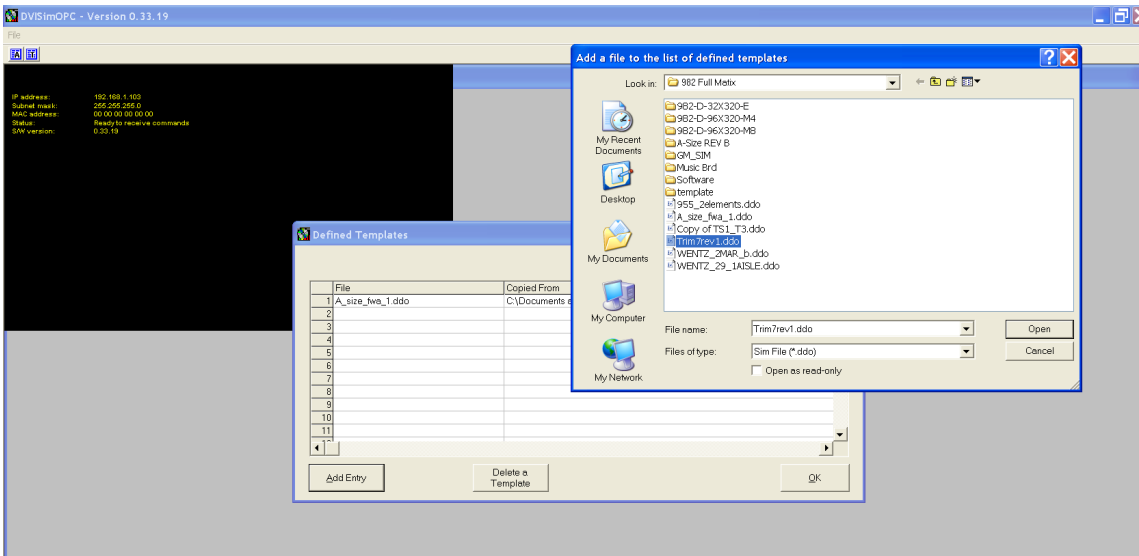 DVISimOPC - Version 0.33.19
File
IP address: 192.168.1.103
Subnet mask: 255.255.255.0
MAC address: 00 00 00 00 00 00
Status: Ready to receive commands
S/W version: 0.33.19
Defined Templates
File Copied From
1 A_size_fwa_1.ddo C:\Documents
2
3
4
5
6
7
8
9
10
11
Add Entry
Delete a
Template
OK
Add a file to the list of defined templates
Look in: 982 Full Matix
My Recent
Documents
Desktop
My Documents
My Computer
My Network
982-D-32X320-E
982-D-96X320-M4
982-D-96X320-MB
A-Size REV B
GM_SIM
Music Brd
Software
template
955_2elements.ddo
A_size_fwa_1.ddo
Copy of TS1_T3.ddo
Trim7rev1.ddo
WENTZ_2MAR_b.ddo
WENTZ_29_1AISLE.ddo
File name: Trim7rev1.ddo
Open
Files of type: Sim File (*.ddo)
Cancel
Open as read-only